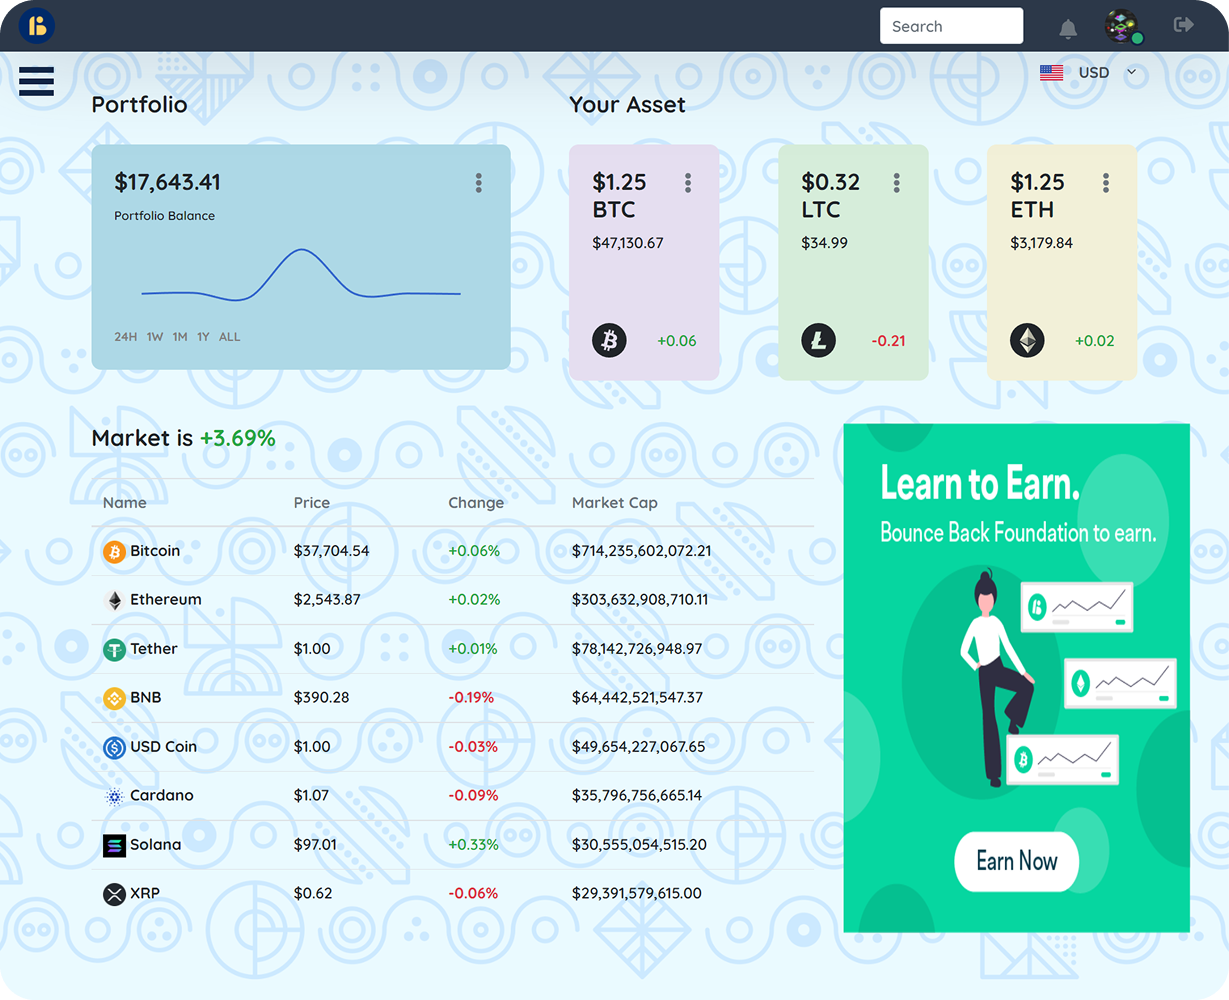 Search
USD
Portfolio
Your Asset
$17,643.41
Portfolio Balance
24H 1W 1M 1Y ALL
$1.25
BTC
$47,130.67
+0.06
$0.32
LTC
$34.99
-0.21
$1.25
ETH
$3,179.84
+0.02
Market is +3.69%
Name Price Change Market Cap
Bitcoin $37,704.54 +0.06% $714,235,602,072.21
Ethereum $2,543.87 +0.02% $303,632,908,710.11
Tether $1.00 +0.01% $78,142,726,948.97
BNB $390.28 -0.19% $64,442,521,547.37
USD Coin $1.00 -0.03% $49,654,227,067.65
Cardano $1.07 -0.09% $35,796,756,665.14
Solana $97.01 +0.33% $30,555,054,515.20
XRP $0.62 -0.06% $29,391,579,615.00
Learn to Earn.
Bounce Back Foundation to earn.
Earn Now